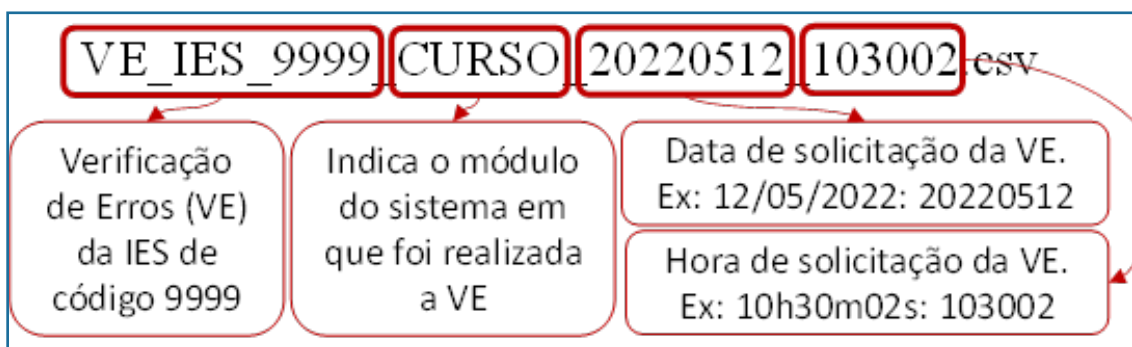 VE_IES_9999_CURSO_20220512_103002.csv
Verificação
de Erros (VE)
da IES de
código 9999
Indica o módulo
do sistema em
que foi realizada
a VE
Data de solicitação da VE.
Ex: 12/05/2022: 20220512
Hora de solicitação da VE.
Ex: 10h30m02s: 103002